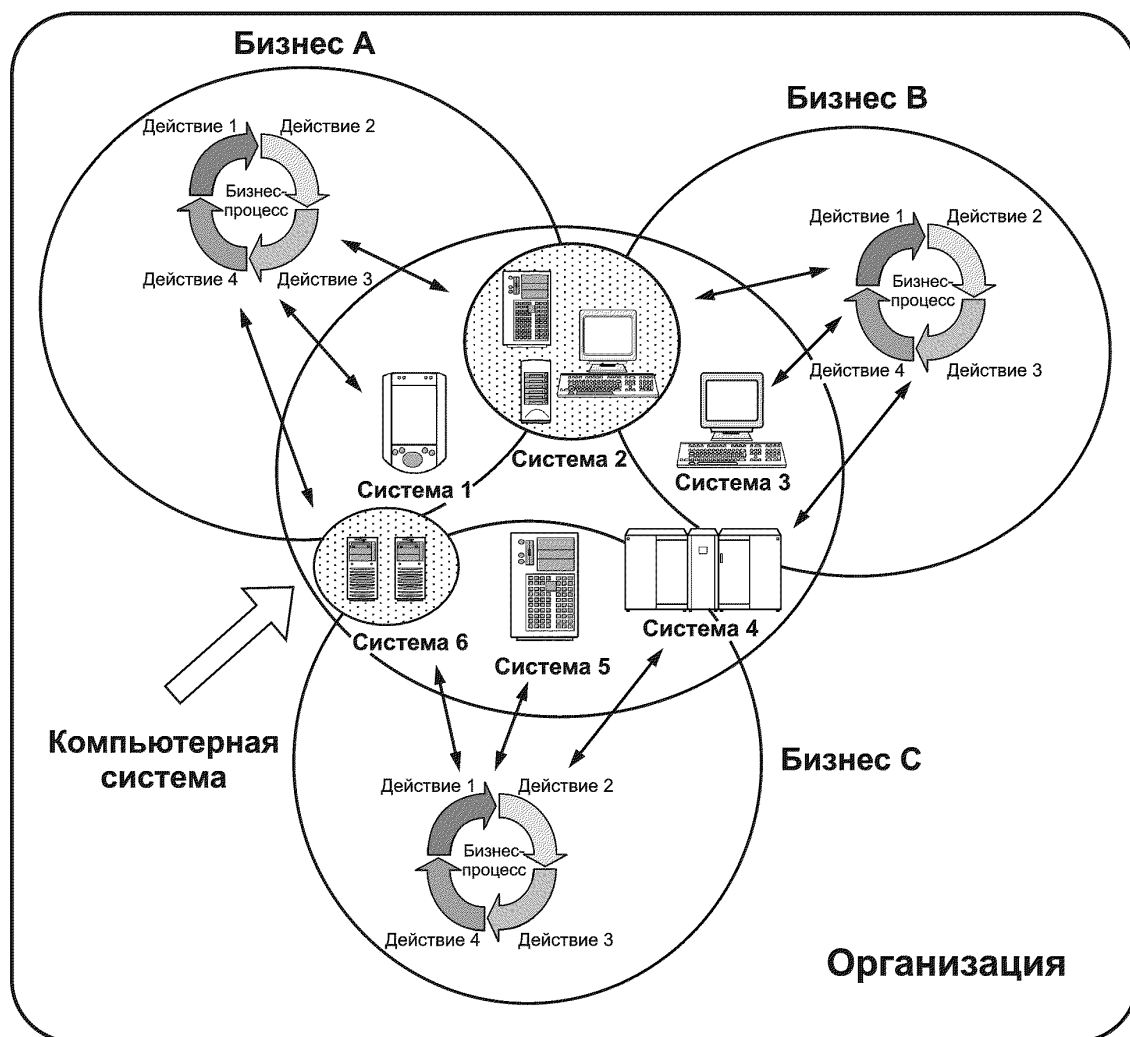 Бизнес A
Бизнес B
Действие 1
Действие 2
Бизнес-
процесс
Действие 4
Действие 3
Действие 1
Действие 2
Бизнес-
процесс
Действие 4
Действие 3
Система 2
Система 1
Система 3
Система 6
Система 5
Система 4
Компьютерная
система
Бизнес C
Действие 1
Действие 2
Бизнес-
процесс
Действие 4
Действие 3
Организация